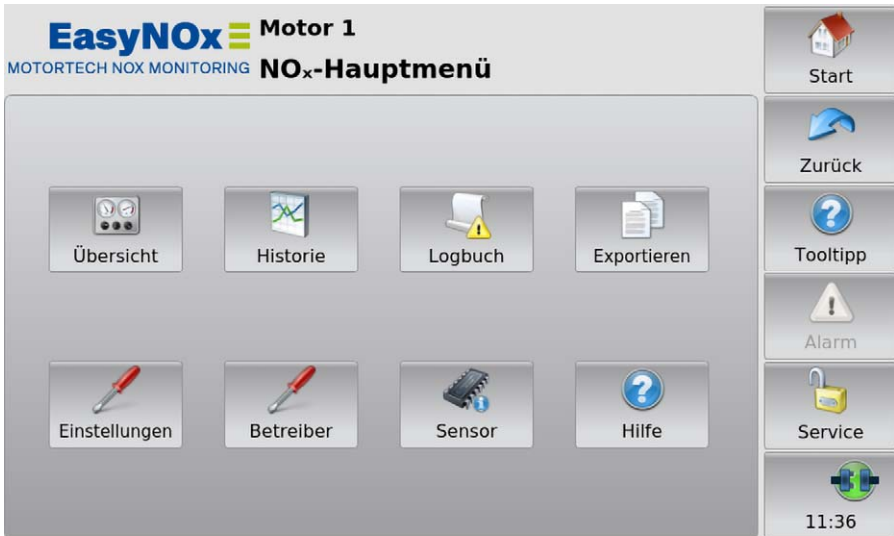 EasyNOx
MOTORTECH NOX MONITORING
Motor 1
NOₓ-Hauptmenü
Übersicht
Historie
Logbuch
Exportieren
Einstellungen
Betreiber
Sensor
Hilfe
Start
Zurück
Tooltipp
Alarm
Service
11:36